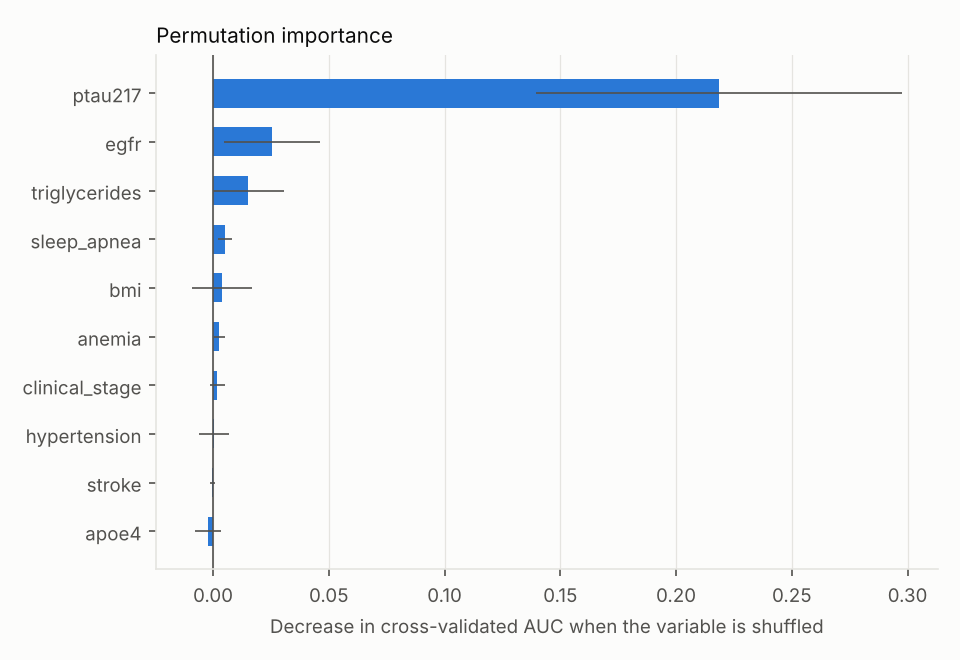 Permutation importance
ptau217
egfr
triglycerides
sleep_apnea
bmi
anemia
clinical_stage
hypertension
stroke
apoe4
0.00 0.05 0.10 0.15 0.20 0.25 0.30
Decrease in cross-validated AUC when the variable is shuffled